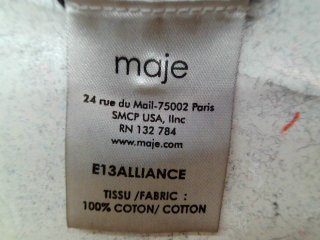 maje
24 rue du Mail-75002 Paris
SMCP USA, IInc
RN 132 784
www.maje.com
E13ALLIANCE
TISSU /FABRIC :
100% COTON/ COTTON